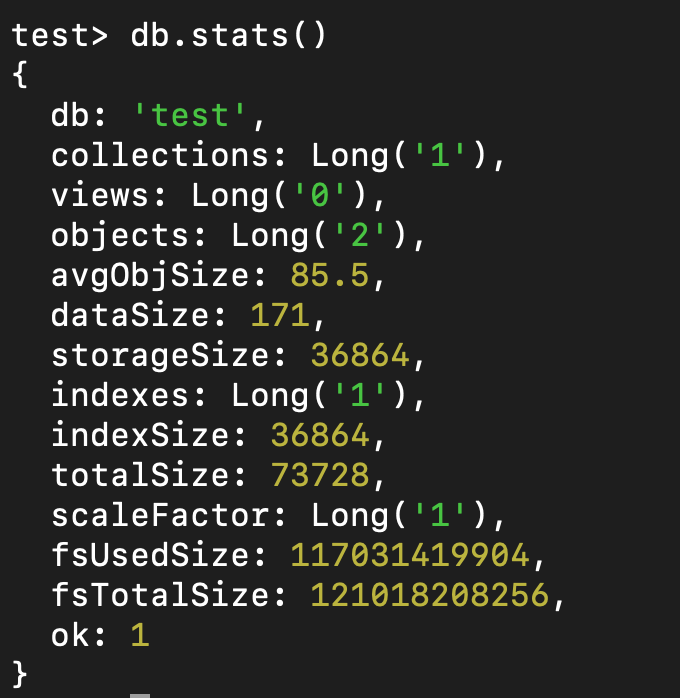 test> db.stats()
{
  db: 'test',
  collections: Long('1'),
  views: Long('0'),
  objects: Long('2'),
  avgObjSize: 85.5,
  dataSize: 171,
  storageSize: 36864,
  indexes: Long('1'),
  indexSize: 36864,
  totalSize: 73728,
  scaleFactor: Long('1'),
  fsUsedSize: 117031419904,
  fsTotalSize: 121018208256,
  ok: 1
}